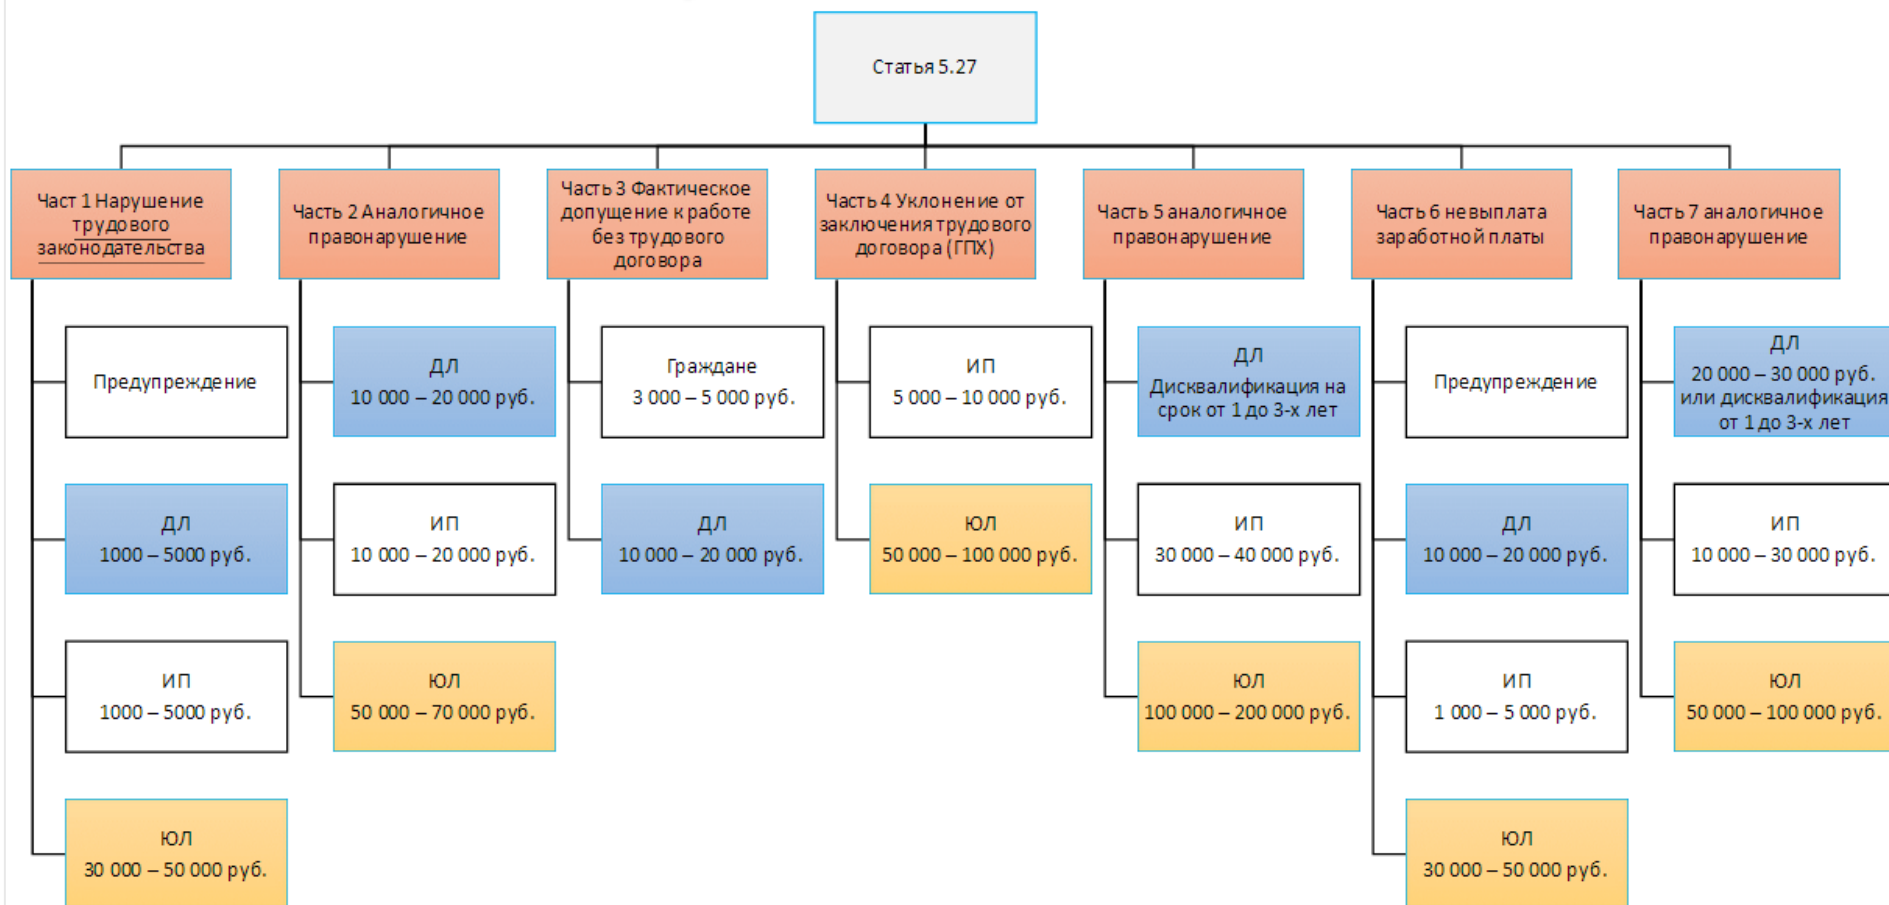 Статья 5.27
Част 1 Нарушение
трудового
законодательства
Предупреждение
ДЛ
1000 – 5000 руб.
ИП
1000 – 5000 руб.
ЮЛ
30 000 – 50 000 руб.
Часть 2 Аналогичное
правонарушение
ДЛ
10 000 – 20 000 руб.
ИП
10 000 – 20 000 руб.
ЮЛ
50 000 – 70 000 руб.
Часть 3 Фактическое
допущение к работе
без трудового
договора
Граждане
3 000 – 5 000 руб.
ДЛ
10 000 – 20 000 руб.
Часть 4 Уклонение от
заключения трудового
договора (ГПХ)
ИП
5 000 – 10 000 руб.
ЮЛ
50 000 – 100 000 руб.
Часть 5 аналогичное
правонарушение
ДЛ
Дисквалификация на
срок от 1 до 3-х лет
ИП
30 000 – 40 000 руб.
ЮЛ
100 000 – 200 000 руб.
Часть 6 невыплата
заработной платы
Предупреждение
ДЛ
10 000 – 20 000 руб.
ИП
1 000 – 5 000 руб.
ЮЛ
30 000 – 50 000 руб.
Часть 7 аналогичное
правонарушение
ДЛ
20 000 – 30 000 руб.
или дисквалификация
от 1 до 3-х лет
ИП
10 000 – 30 000 руб.
ЮЛ
50 000 – 100 000 руб.